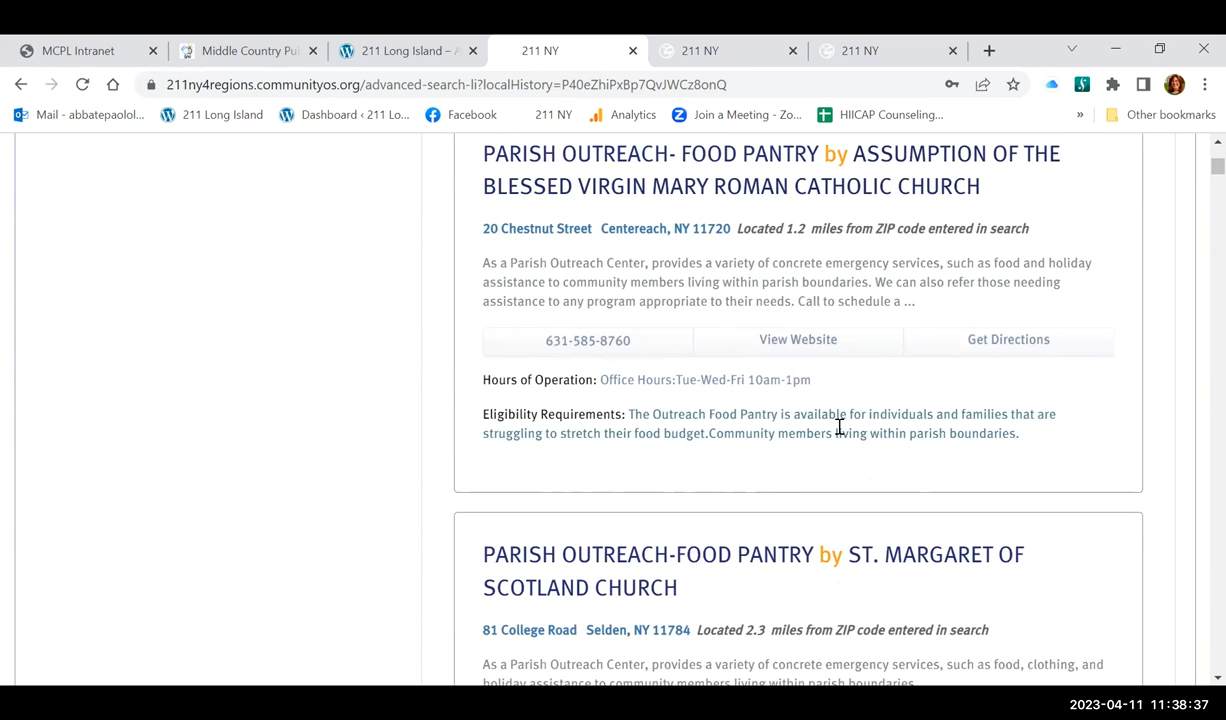 MCPL Intranet
Middle Country Pu
211 Long Island – A
211 NY
211 NY
211 NY
211ny4regions.communityos.org/advanced-search-li?localHistory=P40eZhiPxBp7QvJWCz8onQ
Mail - abbatepaolol...
211 Long Island
Dashboard ‹ 211 Lo...
Facebook
211 NY
Analytics
Join a Meeting - Zo...
HIICAP Counseling...
»
Other bookmarks
PARISH OUTREACH- FOOD PANTRY by ASSUMPTION OF THE
BLESSED VIRGIN MARY ROMAN CATHOLIC CHURCH
20 Chestnut Street Centereach, NY 11720 Located 1.2 miles from ZIP code entered in search
As a Parish Outreach Center, provides a variety of concrete emergency services, such as food and holiday
assistance to community members living within parish boundaries. We can also refer those needing
assistance to any program appropriate to their needs. Call to schedule a ...
631-585-8760
View Website
Get Directions
Hours of Operation: Office Hours:Tue-Wed-Fri 10am-1pm
Eligibility Requirements: The Outreach Food Pantry is available for individuals and families that are
struggling to stretch their food budget.Community members living within parish boundaries.
PARISH OUTREACH-FOOD PANTRY by ST. MARGARET OF
SCOTLAND CHURCH
81 College Road Selden, NY 11784 Located 2.3 miles from ZIP code entered in search
As a Parish Outreach Center, provides a variety of concrete emergency services, such as food, clothing, and
holiday assistance to community members living within parish boundaries.
2023-04-11 11:38:37